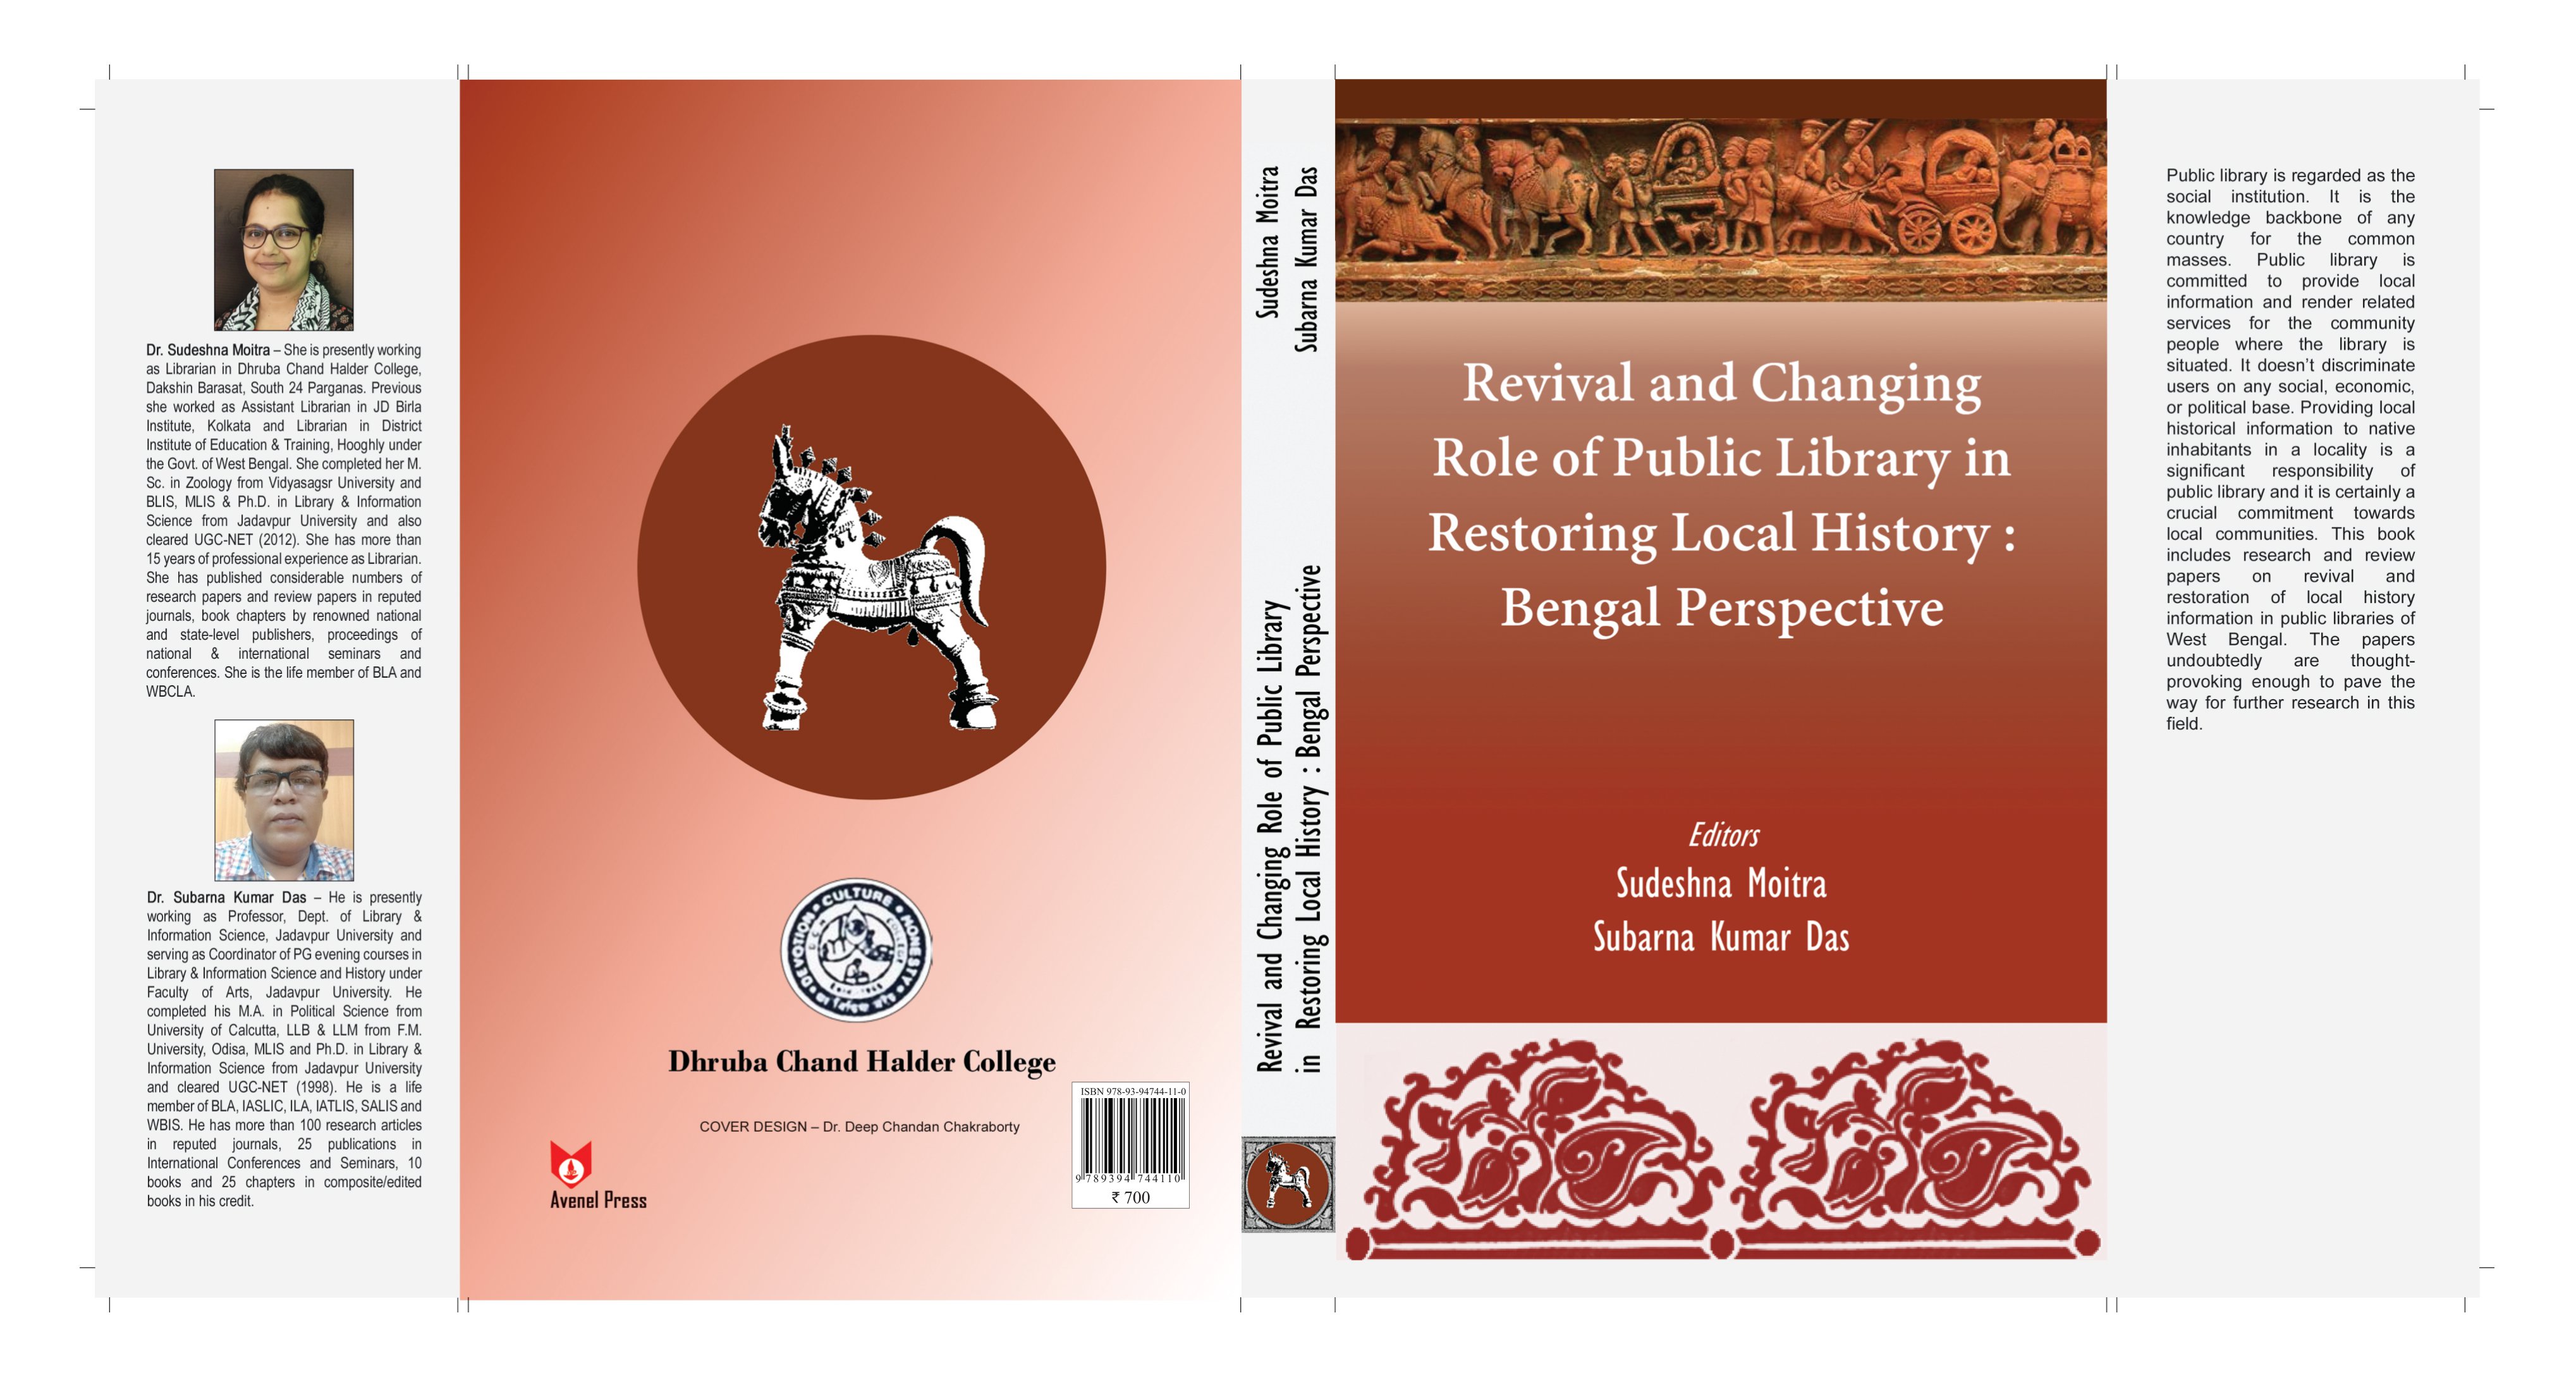 Dr. Sudeshna Moitra – She is presently working
as Librarian in Dhruba Chand Halder College,
Dakshin Barasat, South 24 Parganas. Previous
she worked as Assistant Librarian in JD Birla
Institute, Kolkata and Librarian in District
Institute of Education & Training, Hooghly under
the Govt. of West Bengal. She completed her M.
Sc. in Zoology from Vidyasagsr University and
BLIS, MLIS & Ph.D. in Library & Information
Science from Jadavpur University and also
cleared UGC-NET (2012). She has more than
15 years of professional experience as Librarian.
She has published considerable numbers of
research papers and review papers in reputed
journals, book chapters by renowned national
and state-level publishers, proceedings of
national & international seminars and
conferences. She is the life member of BLA and
WBCLA.
Dr. Subarna Kumar Das – He is presently
working as Professor, Dept. of Library &
Information Science, Jadavpur University and
serving as Coordinator of PG evening courses in
Library & Information Science and History under
Faculty of Arts, Jadavpur University. He
completed his M.A. in Political Science from
University of Calcutta, LLB & LLM from F.M.
University, Odisa, MLIS and Ph.D. in Library &
Information Science from Jadavpur University
and cleared UGC-NET (1998). He is a life
member of BLA, IASLIC, ILA, IATLIS, SALIS and
WBIS. He has more than 100 research articles
in reputed journals, 25 publications in
International Conferences and Seminars, 10
books and 25 chapters in composite/edited
books in his credit.
DEVOTION • CULTURE • HONESTY
Dhruba Chand Halder College
COVER DESIGN – Dr. Deep Chandan Chakraborty
Avenel Press
ISBN 978-93-94744-11-0
9 789394 744110
₹ 700
Revival and Changing Role of Public Library
in Restoring Local History : Bengal Perspective
Sudeshna Moitra
Subarna Kumar Das
Revival and Changing
Role of Public Library in
Restoring Local History :
Bengal Perspective
Editors
Sudeshna Moitra
Subarna Kumar Das
Public library is regarded as the
social institution. It is the
knowledge backbone of any
country for the common
masses. Public library is
committed to provide local
information and render related
services for the community
people where the library is
situated. It doesn’t discriminate
users on any social, economic,
or political base. Providing local
historical information to native
inhabitants in a locality is a
significant responsibility of
public library and it is certainly a
crucial commitment towards
local communities. This book
includes research and review
papers on revival and
restoration of local history
information in public libraries of
West Bengal. The papers
undoubtedly are thought-
provoking enough to pave the
way for further research in this
field.